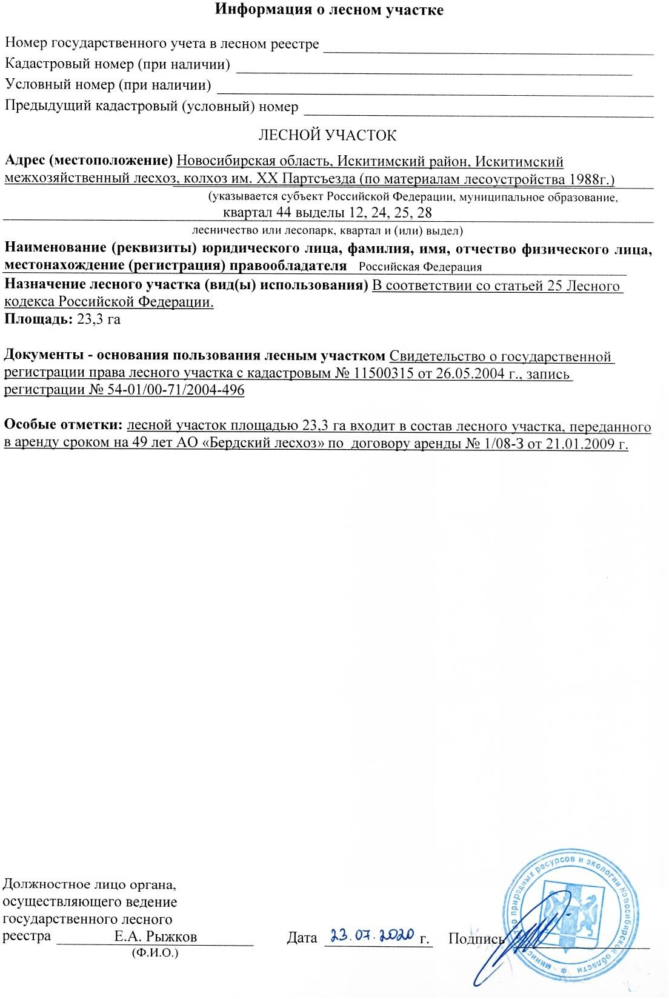 Информация о лесном участке
Номер государственного учета в лесном реестре
Кадастровый номер (при наличии)
Условный номер (при наличии)
Предыдущий кадастровый (условный) номер
ЛЕСНОЙ УЧАСТОК
Адрес (местоположение) Новосибирская область, Искитимский район, Искитимский
межхозяйственный лесхоз, колхоз им. XX Партсъезда (по материалам лесоустройства 1988г.)
(указывается субъект Российской Федерации, муниципальное образование,
квартал 44 выделы 12, 24, 25, 28
лесничество или лесопарк, квартал и (или) выдел)
Наименование (реквизиты) юридического лица, фамилия, имя, отчество физического лица,
местонахождение (регистрация) правообладателя Российская Федерация
Назначение лесного участка (вид(ы) использования) В соответствии со статьей 25 Лесного
кодекса Российской Федерации.
Площадь: 23,3 га
Документы - основания пользования лесным участком Свидетельство о государственной
регистрации права лесного участка с кадастровым № 11500315 от 26.05.2004 г., запись
регистрации № 54-01/00-71/2004-496
Особые отметки: лесной участок площадью 23,3 га входит в состав лесного участка, переданного
в аренду сроком на 49 лет АО «Бердский лесхоз» по договору аренды № 1/08-З от 21.01.2009 г.
Должностное лицо органа,
осуществляющего ведение
государственного лесного
реестра Е.А. Рыжков Дата 23.07.2020 г. Подпись
(Ф.И.О.)
природных ресурсов и экологии Новосибирской области